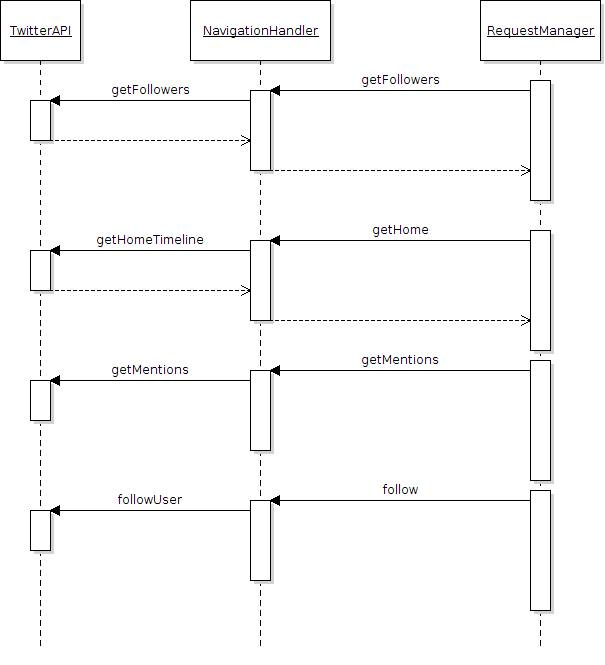 TwitterAPI
NavigationHandler
RequestManager
getFollowers
getFollowers
getHomeTimeline
getHome
getMentions
getMentions
followUser
follow